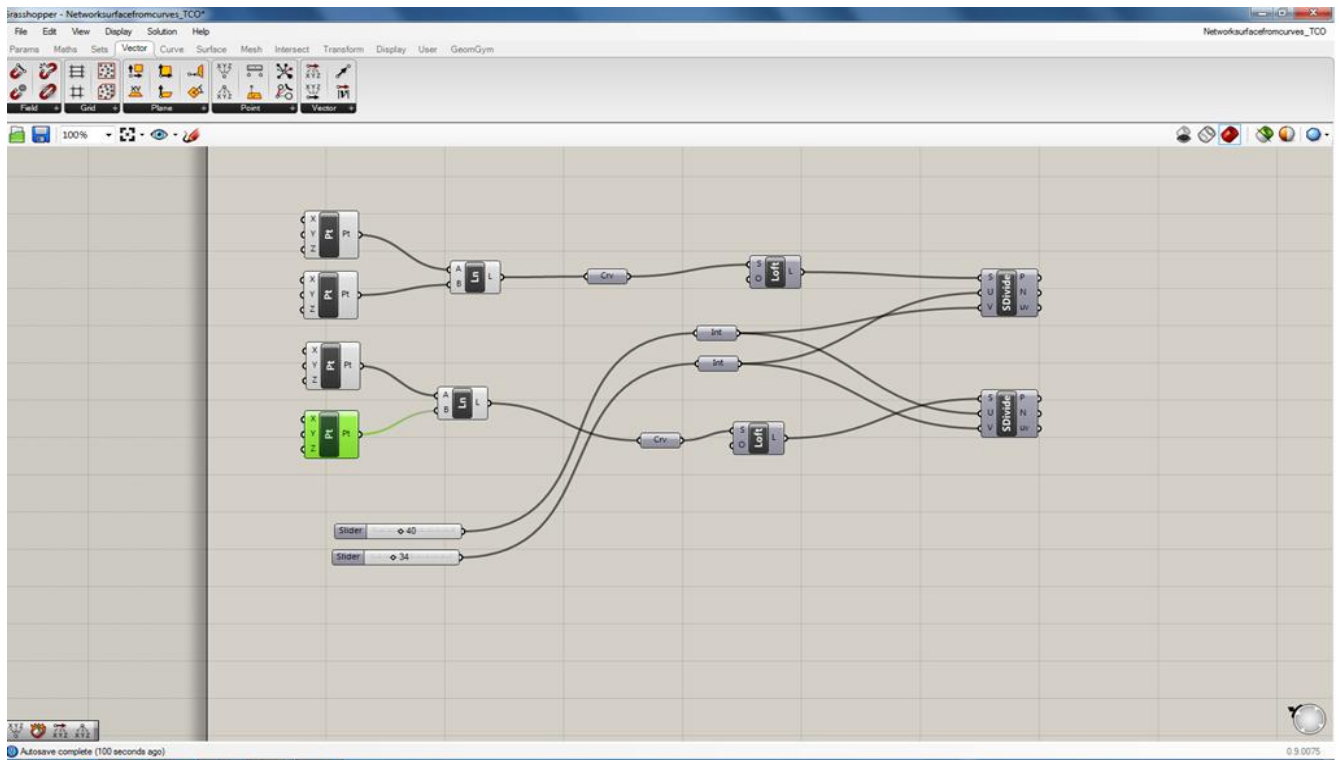 rasshopper - Networksurfacefromcurves_TCO*
File Edit View Display Solution Help
Networksurfacefromcurves_TCO
Params Maths Sets Vector Curve Surface Mesh Intersect Transform Display User GeomGym
Field Grid Plane Point Vector
100%
X
Y Pt Pt
Z
X
Y Pt Pt
Z
A
B Ln L
Crv
S
O Loft L
S P
U SDivide N
V uv
Int
Int
X
Y Pt Pt
Z
A
B Ln L
X
Y Pt Pt
Z
Crv
S
O Loft L
S P
U SDivide N
V uv
Slider 40
Slider 34
Autosave complete (100 seconds ago)
0.9.0075